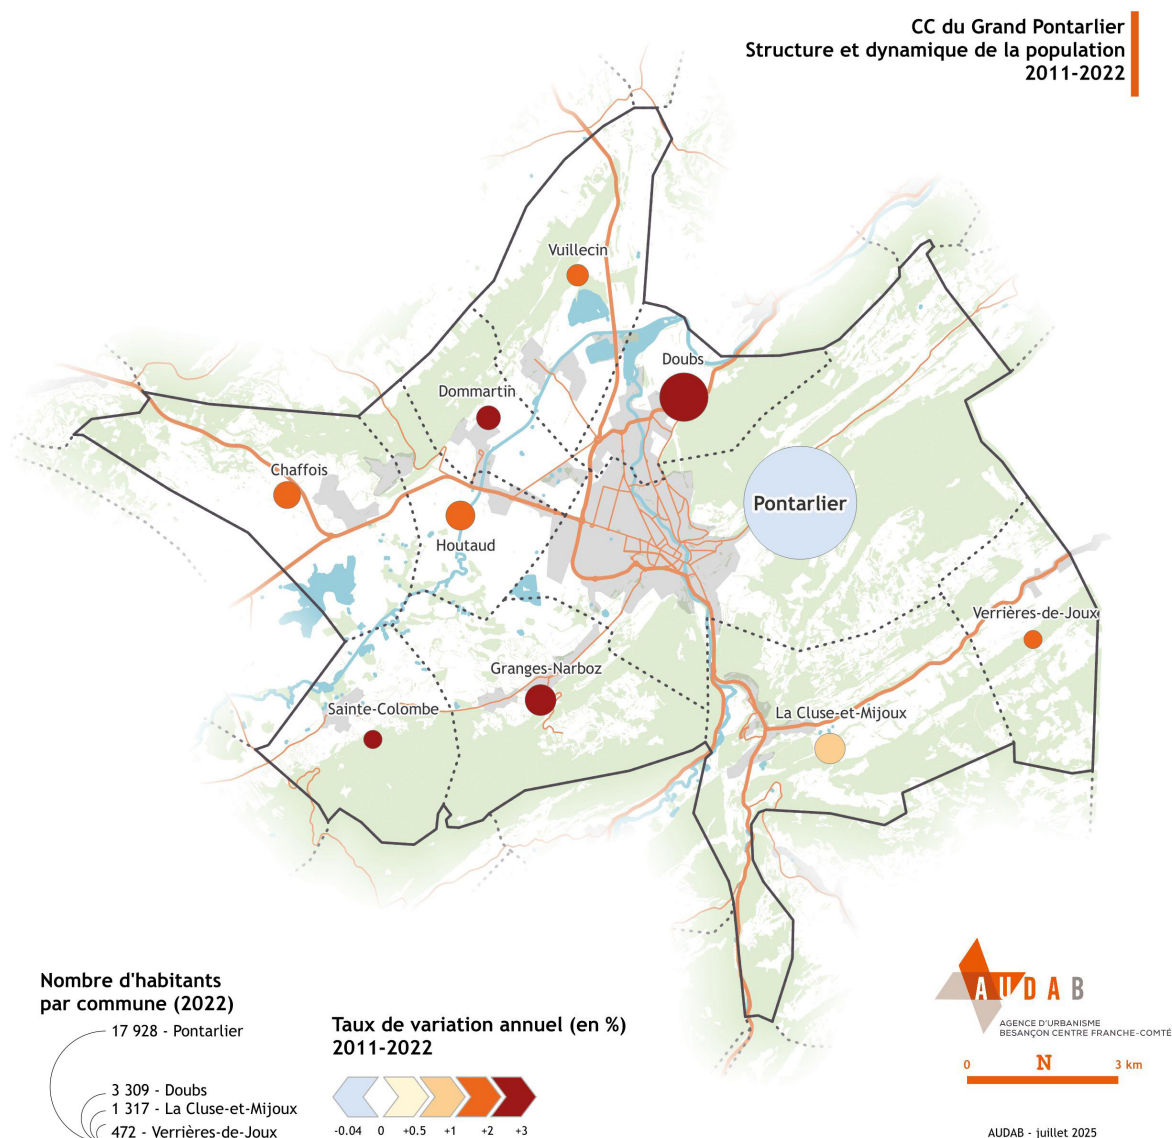 CC du Grand Pontarlier
Structure et dynamique de la population
2011-2022
Vuillecin
Doubs
Dommartin
Chaffois
Pontarlier
Houtaud
Verrières-de-Joux
Granges-Narboz
Sainte-Colombe
La Cluse-et-Mijoux
Nombre d'habitants
par commune (2022)
17 928 - Pontarlier
3 309 - Doubs
1 317 - La Cluse-et-Mijoux
472 - Verrières-de-Joux
Taux de variation annuel (en %)
2011-2022
-0.04 0 +0.5 +1 +2 +3
AUDAB
AGENCE D'URBANISME
BESANÇON CENTRE FRANCHE-COMTÉ
0 N 3 km
AUDAB - juillet 2025